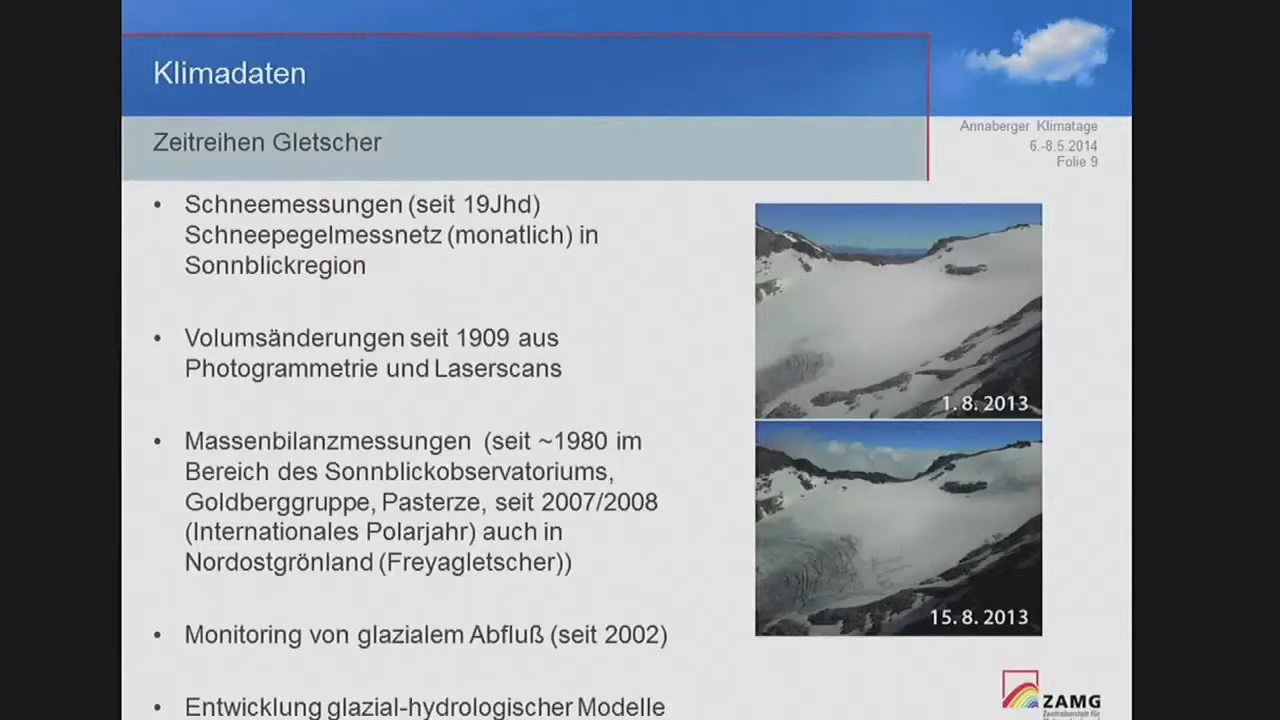 Klimadaten
Zeitreihen Gletscher
Annaberger Klimatage
6.-8.5.2014
Folie 9
• Schneemessungen (seit 19Jhd)
Schneepegelmessnetz (monatlich) in
Sonnblickregion
• Volumsänderungen seit 1909 aus
Photogrammetrie und Laserscans
• Massenbilanzmessungen (seit ~1980 im
Bereich des Sonnblickobservatoriums,
Goldberggruppe, Pasterze, seit 2007/2008
(Internationales Polarjahr) auch in
Nordostgrönland (Freyagletscher))
• Monitoring von glazialem Abfluß (seit 2002)
• Entwicklung glazial-hydrologischer Modelle
1. 8. 2013
15. 8. 2013
ZAMG
Zentralanstalt für